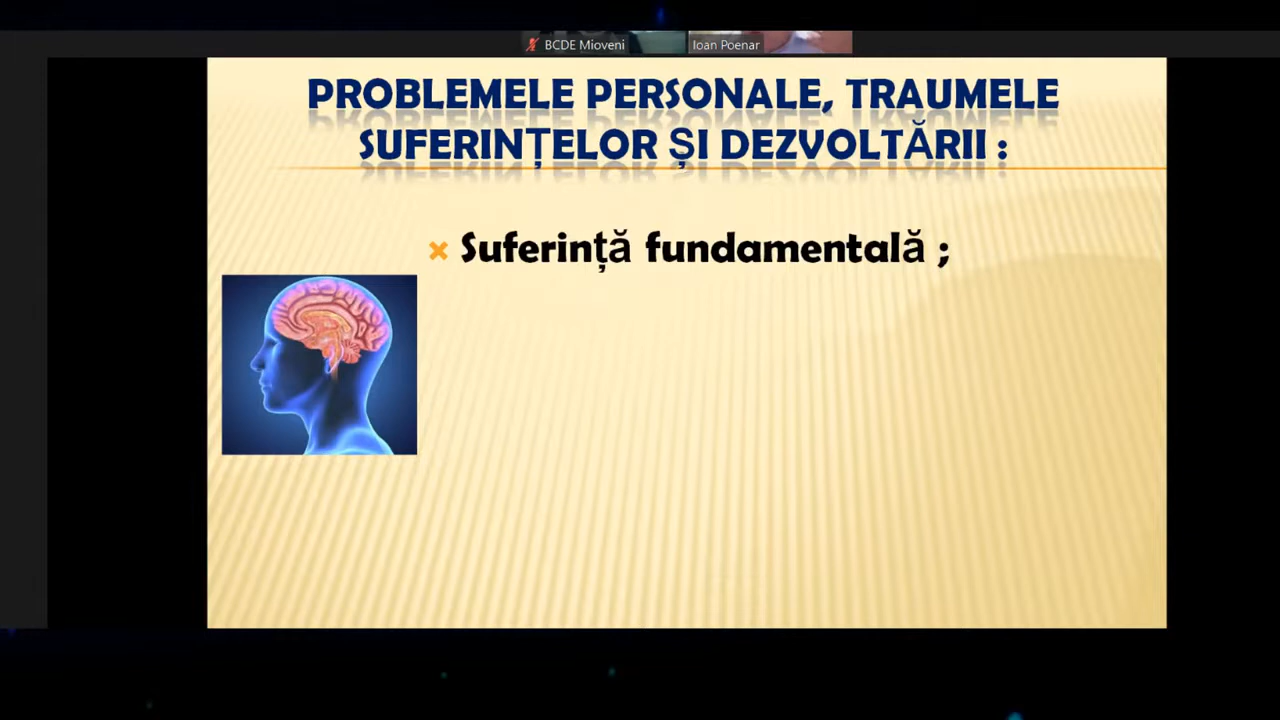 BCDE Mioveni
Ioan Poenar
PROBLEMELE PERSONALE, TRAUMELE
SUFERINȚELOR ȘI DEZVOLTĂRII :
Suferință fundamentală ;